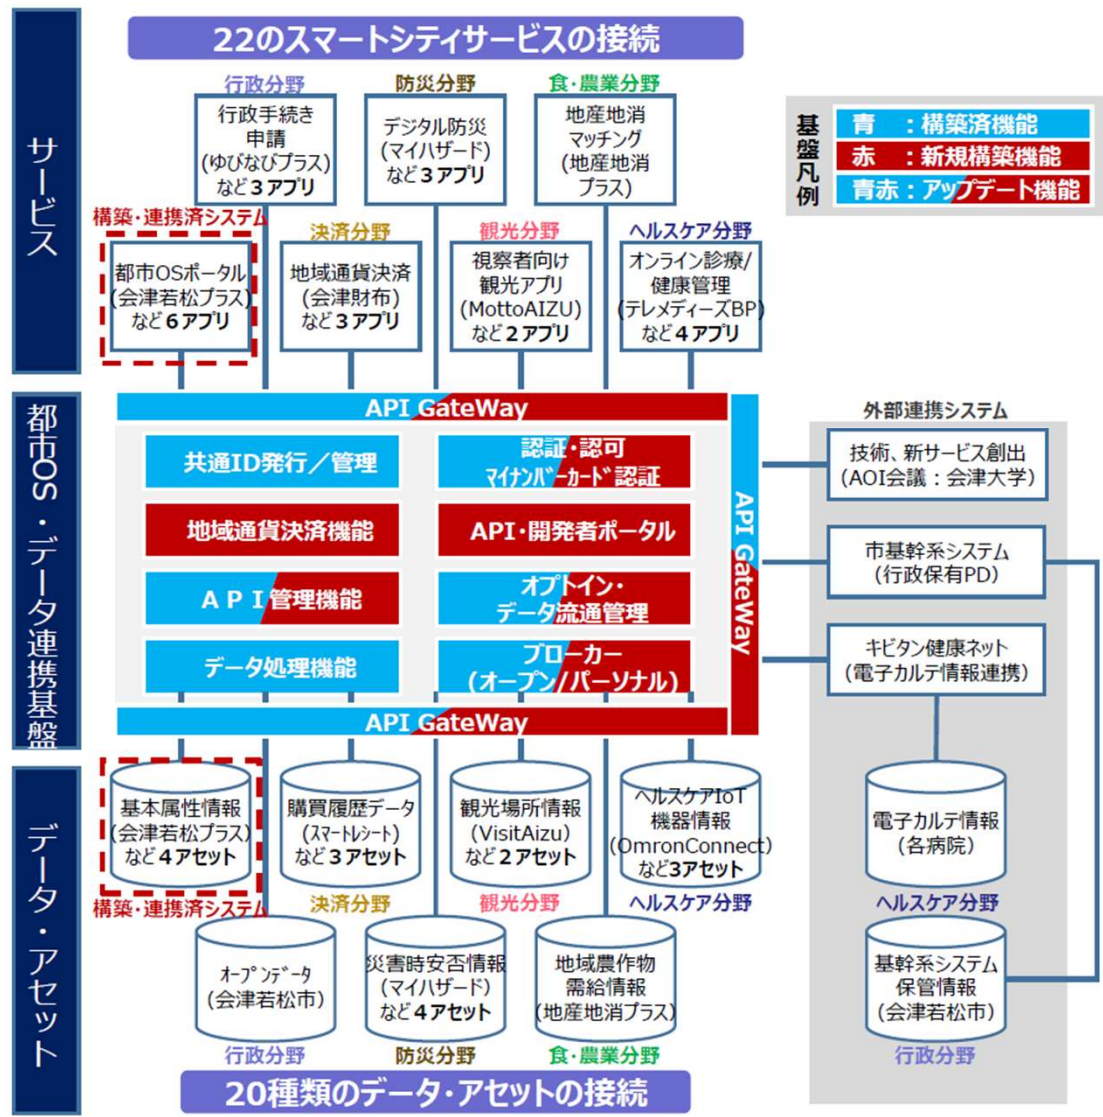 22のスマートシティサービスの接続
サービス
行政分野
行政手続き
申請
(ゆびなびプラス)
など3アプリ
防災分野
デジタル防災
(マイハザード)
など3アプリ
食・農業分野
地産地消
マッチング
(地産地消
プラス)
基盤凡例
青 ：構築済機能
赤 ：新規構築機能
青赤：アップデート機能
構築・連携済システム
都市OSポータル
(会津若松プラス)
など6アプリ
決済分野
地域通貨決済
(会津財布)
など3アプリ
観光分野
視察者向け
観光アプリ
(MottoAIZU)
など2アプリ
ヘルスケア分野
オンライン診療/
健康管理
(テレメディーズBP)
など4アプリ
都市OS・データ連携基盤
API GateWay
共通ID発行／管理
認証・認可
マイナンバーカード認証
地域通貨決済機能
API・開発者ポータル
ＡＰＩ管理機能
オプトイン・
データ流通管理
データ処理機能
ブローカー
(オープン/パーソナル)
API GateWay
API GateWay
外部連携システム
技術、新サービス創出
(AOI会議：会津大学)
市基幹系システム
(行政保有PD)
キビタン健康ネット
(電子カルテ情報連携)
電子カルテ情報
(各病院)
ヘルスケア分野
基幹系システム
保管情報
(会津若松市)
行政分野
データ・アセット
基本属性情報
(会津若松プラス)
など4アセット
構築・連携済システム
購買履歴データ
(スマートレシート)
など3アセット
決済分野
観光場所情報
(VisitAizu)
など2アセット
観光分野
ヘルスケアIoT
機器情報
(OmronConnect)
など3アセット
ヘルスケア分野
オープンデータ
(会津若松市)
行政分野
災害時安否情報
(マイハザード)
など4アセット
防災分野
地域農作物
需給情報
(地産地消プラス)
食・農業分野
20種類のデータ・アセットの接続